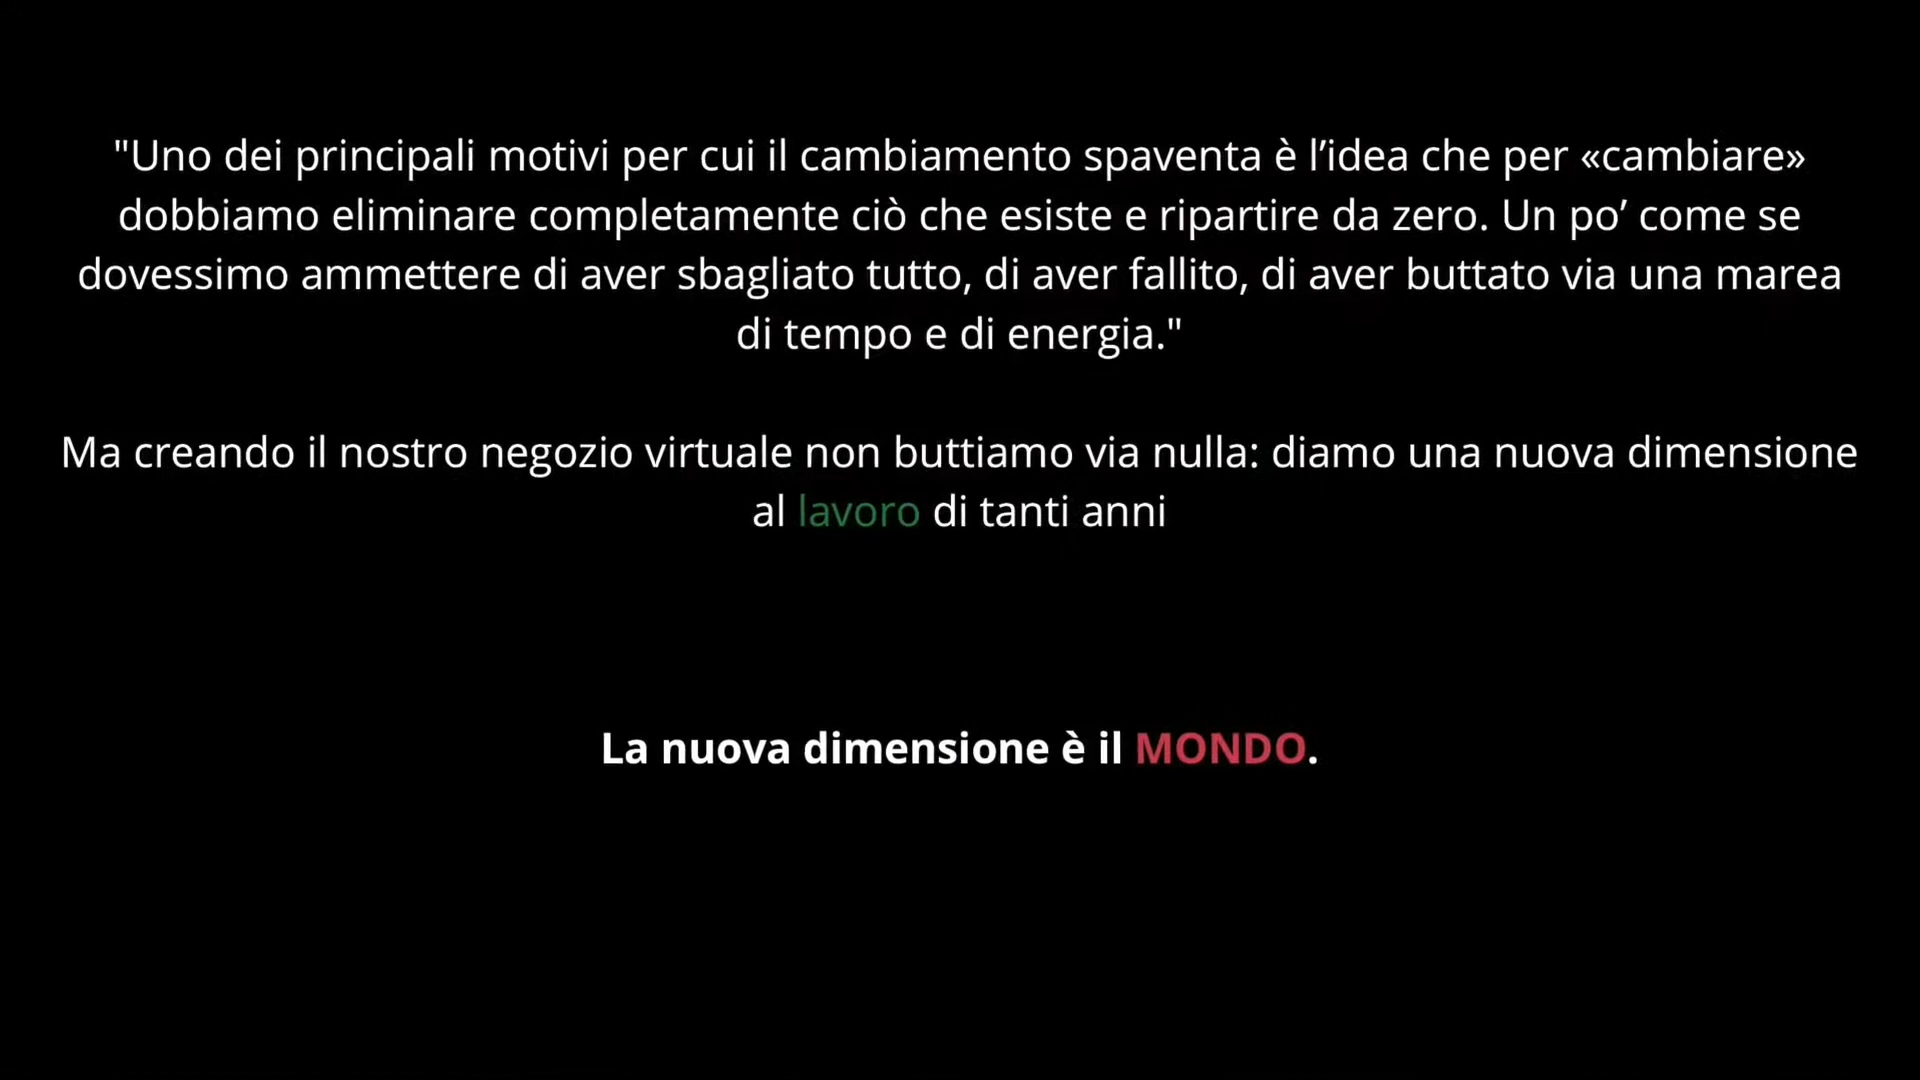 "Uno dei principali motivi per cui il cambiamento spaventa è l’idea che per «cambiare»
dobbiamo eliminare completamente ciò che esiste e ripartire da zero. Un po’ come se
dovessimo ammettere di aver sbagliato tutto, di aver fallito, di aver buttato via una marea
di tempo e di energia."
Ma creando il nostro negozio virtuale non buttiamo via nulla: diamo una nuova dimensione
al lavoro di tanti anni
La nuova dimensione è il MONDO.